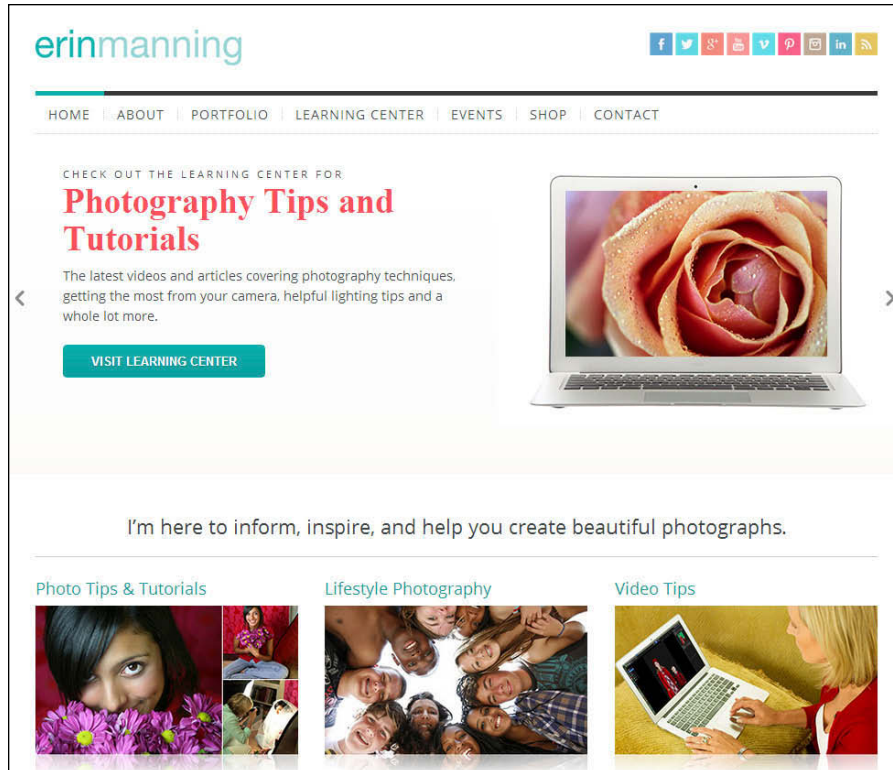 erinmanning
HOME
ABOUT
PORTFOLIO
LEARNING CENTER
EVENTS
SHOP
CONTACT
CHECK OUT THE LEARNING CENTER FOR
Photography Tips and
Tutorials
The latest videos and articles covering photography techniques,
getting the most from your camera, helpful lighting tips and a
whole lot more.
VISIT LEARNING CENTER
I'm here to inform, inspire, and help you create beautiful photographs.
Photo Tips & Tutorials
Lifestyle Photography
Video Tips